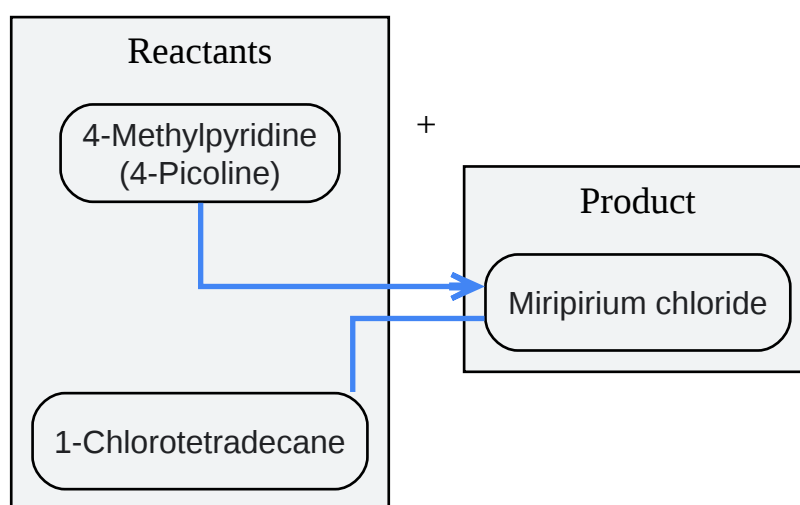 Reactants
4-Methylpyridine
(4-Picoline)
+
Product
Miripirium chloride
1-Chlorotetradecane